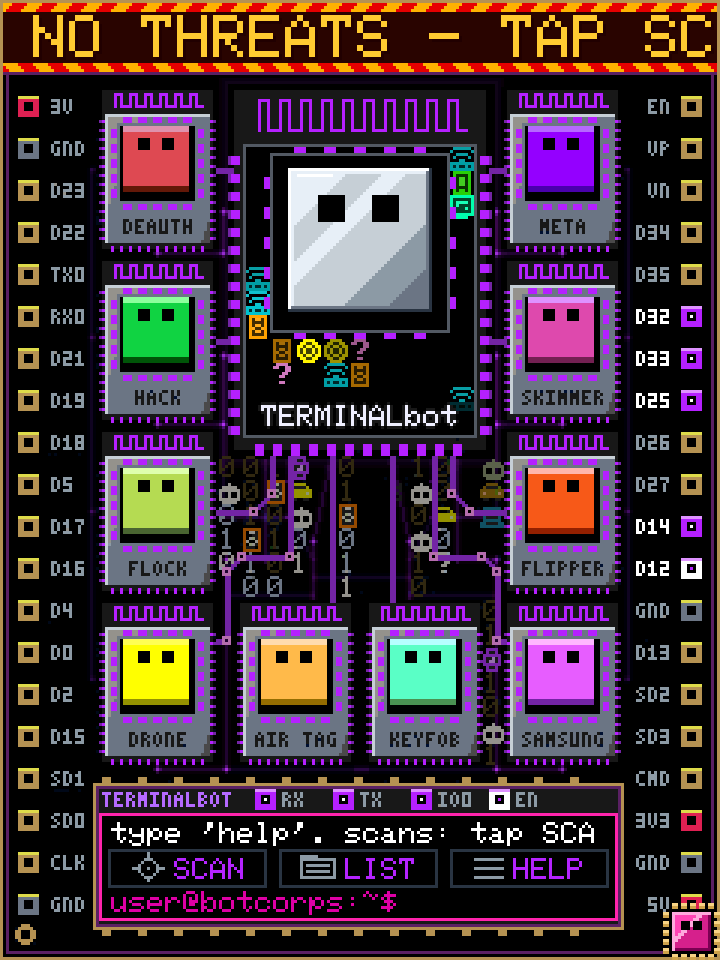 NO THREATS - TAP SC
3V
GND
D23
D22
TX0
RX0
D21
D19
D18
D5
D17
D16
D4
D0
D2
D15
SD1
SD0
CLK
GND
DEAUTH
HACK
FLOCK
DRONE
TERMINALbot
AIR TAG
KEYFOB
META
SKIMMER
FLIPPER
SAMSUNG
EN
VP
VN
D34
D35
D32
D33
D25
D26
D27
D14
D12
GND
D13
SD2
SD3
CMD
3V3
GND
5V
TERMINALBOT RX TX IO0 EN
type 'help'. scans: tap SCA
SCAN LIST HELP
user@botcorps:~$